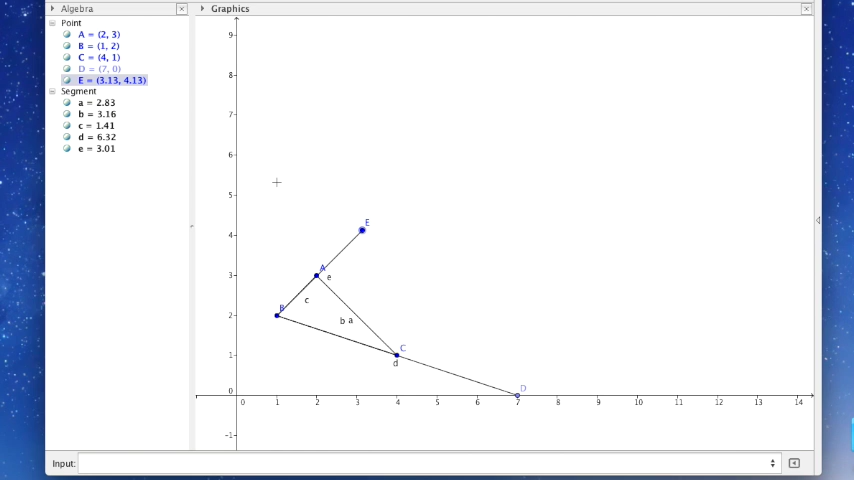 Algebra
Graphics
Point
A = (2, 3)
B = (1, 2)
C = (4, 1)
D = (7, 0)
E = (3.13, 4.13)
Segment
a = 2.83
b = 3.16
c = 1.41
d = 6.32
e = 3.01
9
8
7
6
5
4
3
2
1
0
-1
0 1 2 3 4 5 6 7 8 9 10 11 12 13 14
E
A
e
B
c
b a
C
d
D
Input: